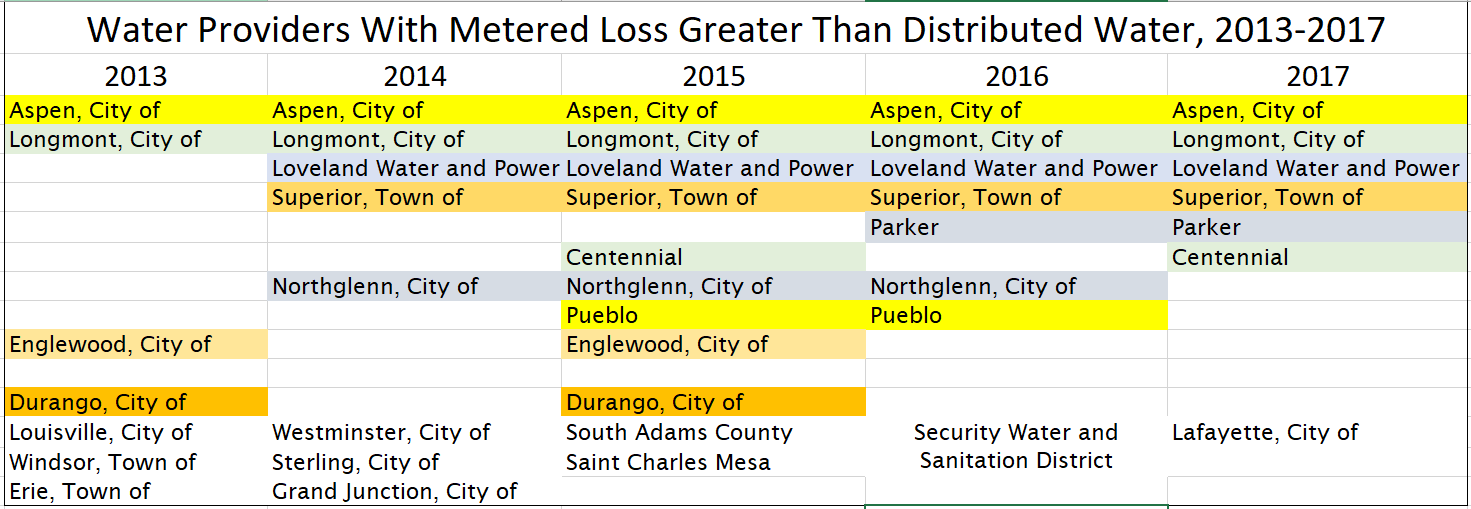 Water Providers With Metered Loss Greater Than Distributed Water, 2013-2017
2013 2014 2015 2016 2017
Aspen, City of Aspen, City of Aspen, City of Aspen, City of Aspen, City of
Longmont, City of Longmont, City of Longmont, City of Longmont, City of Longmont, City of
Loveland Water and Power Loveland Water and Power Loveland Water and Power Loveland Water and Power
Superior, Town of Superior, Town of Superior, Town of Superior, Town of
Parker Parker
Centennial Centennial
Northglenn, City of Northglenn, City of Northglenn, City of
Pueblo Pueblo
Englewood, City of Englewood, City of
Durango, City of Durango, City of
Louisville, City of Westminster, City of South Adams County Security Water and Lafayette, City of
Windsor, Town of Sterling, City of Saint Charles Mesa Sanitation District
Erie, Town of Grand Junction, City of